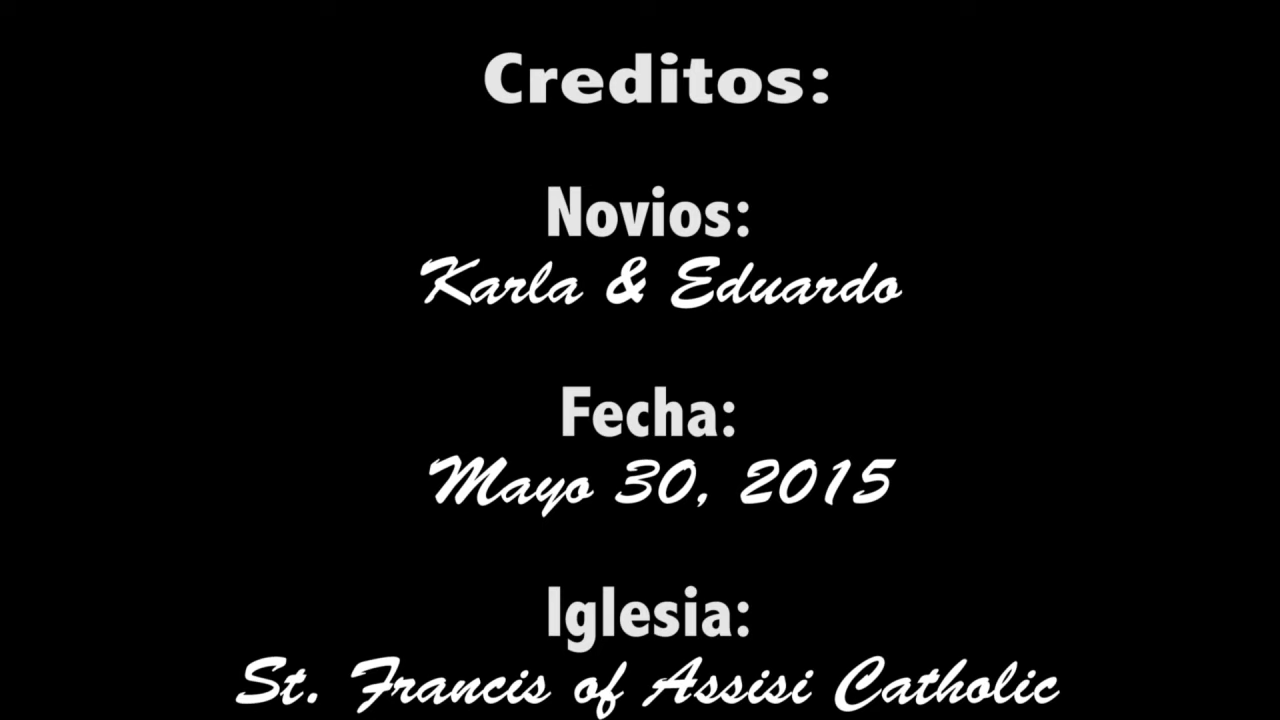 Creditos:
Novios:
Karla & Eduardo
Fecha:
Mayo 30, 2015
Iglesia:
St. Francis of Assisi Catholic